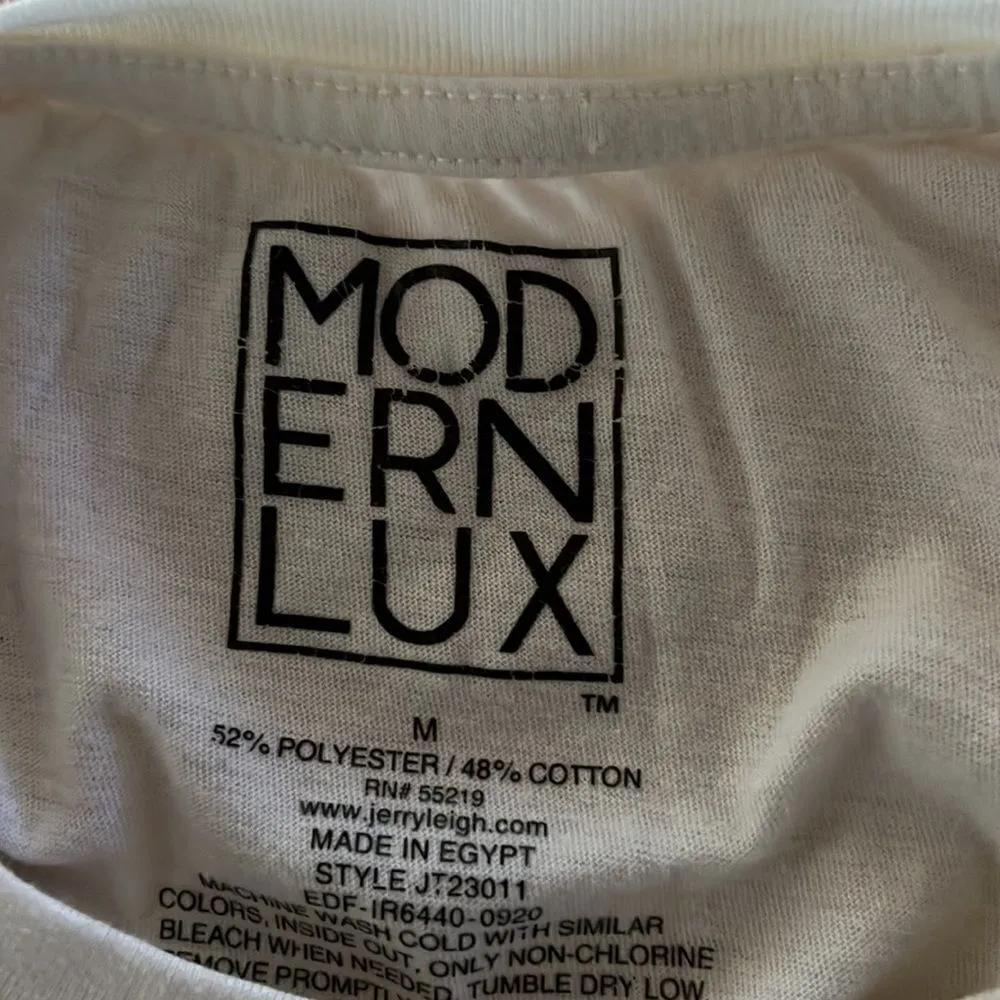 MOD
ERN
LUX
TM
M
52% POLYESTER / 48% COTTON
RN# 55219
www.jerryleigh.com
MADE IN EGYPT
STYLE JT23011
EDF-IR6440-0920
MACHINE WASH COLD WITH SIMILAR
COLORS, INSIDE OUT, ONLY NON-CHLORINE
BLEACH WHEN NEEDED, TUMBLE DRY LOW
PROMPTLY